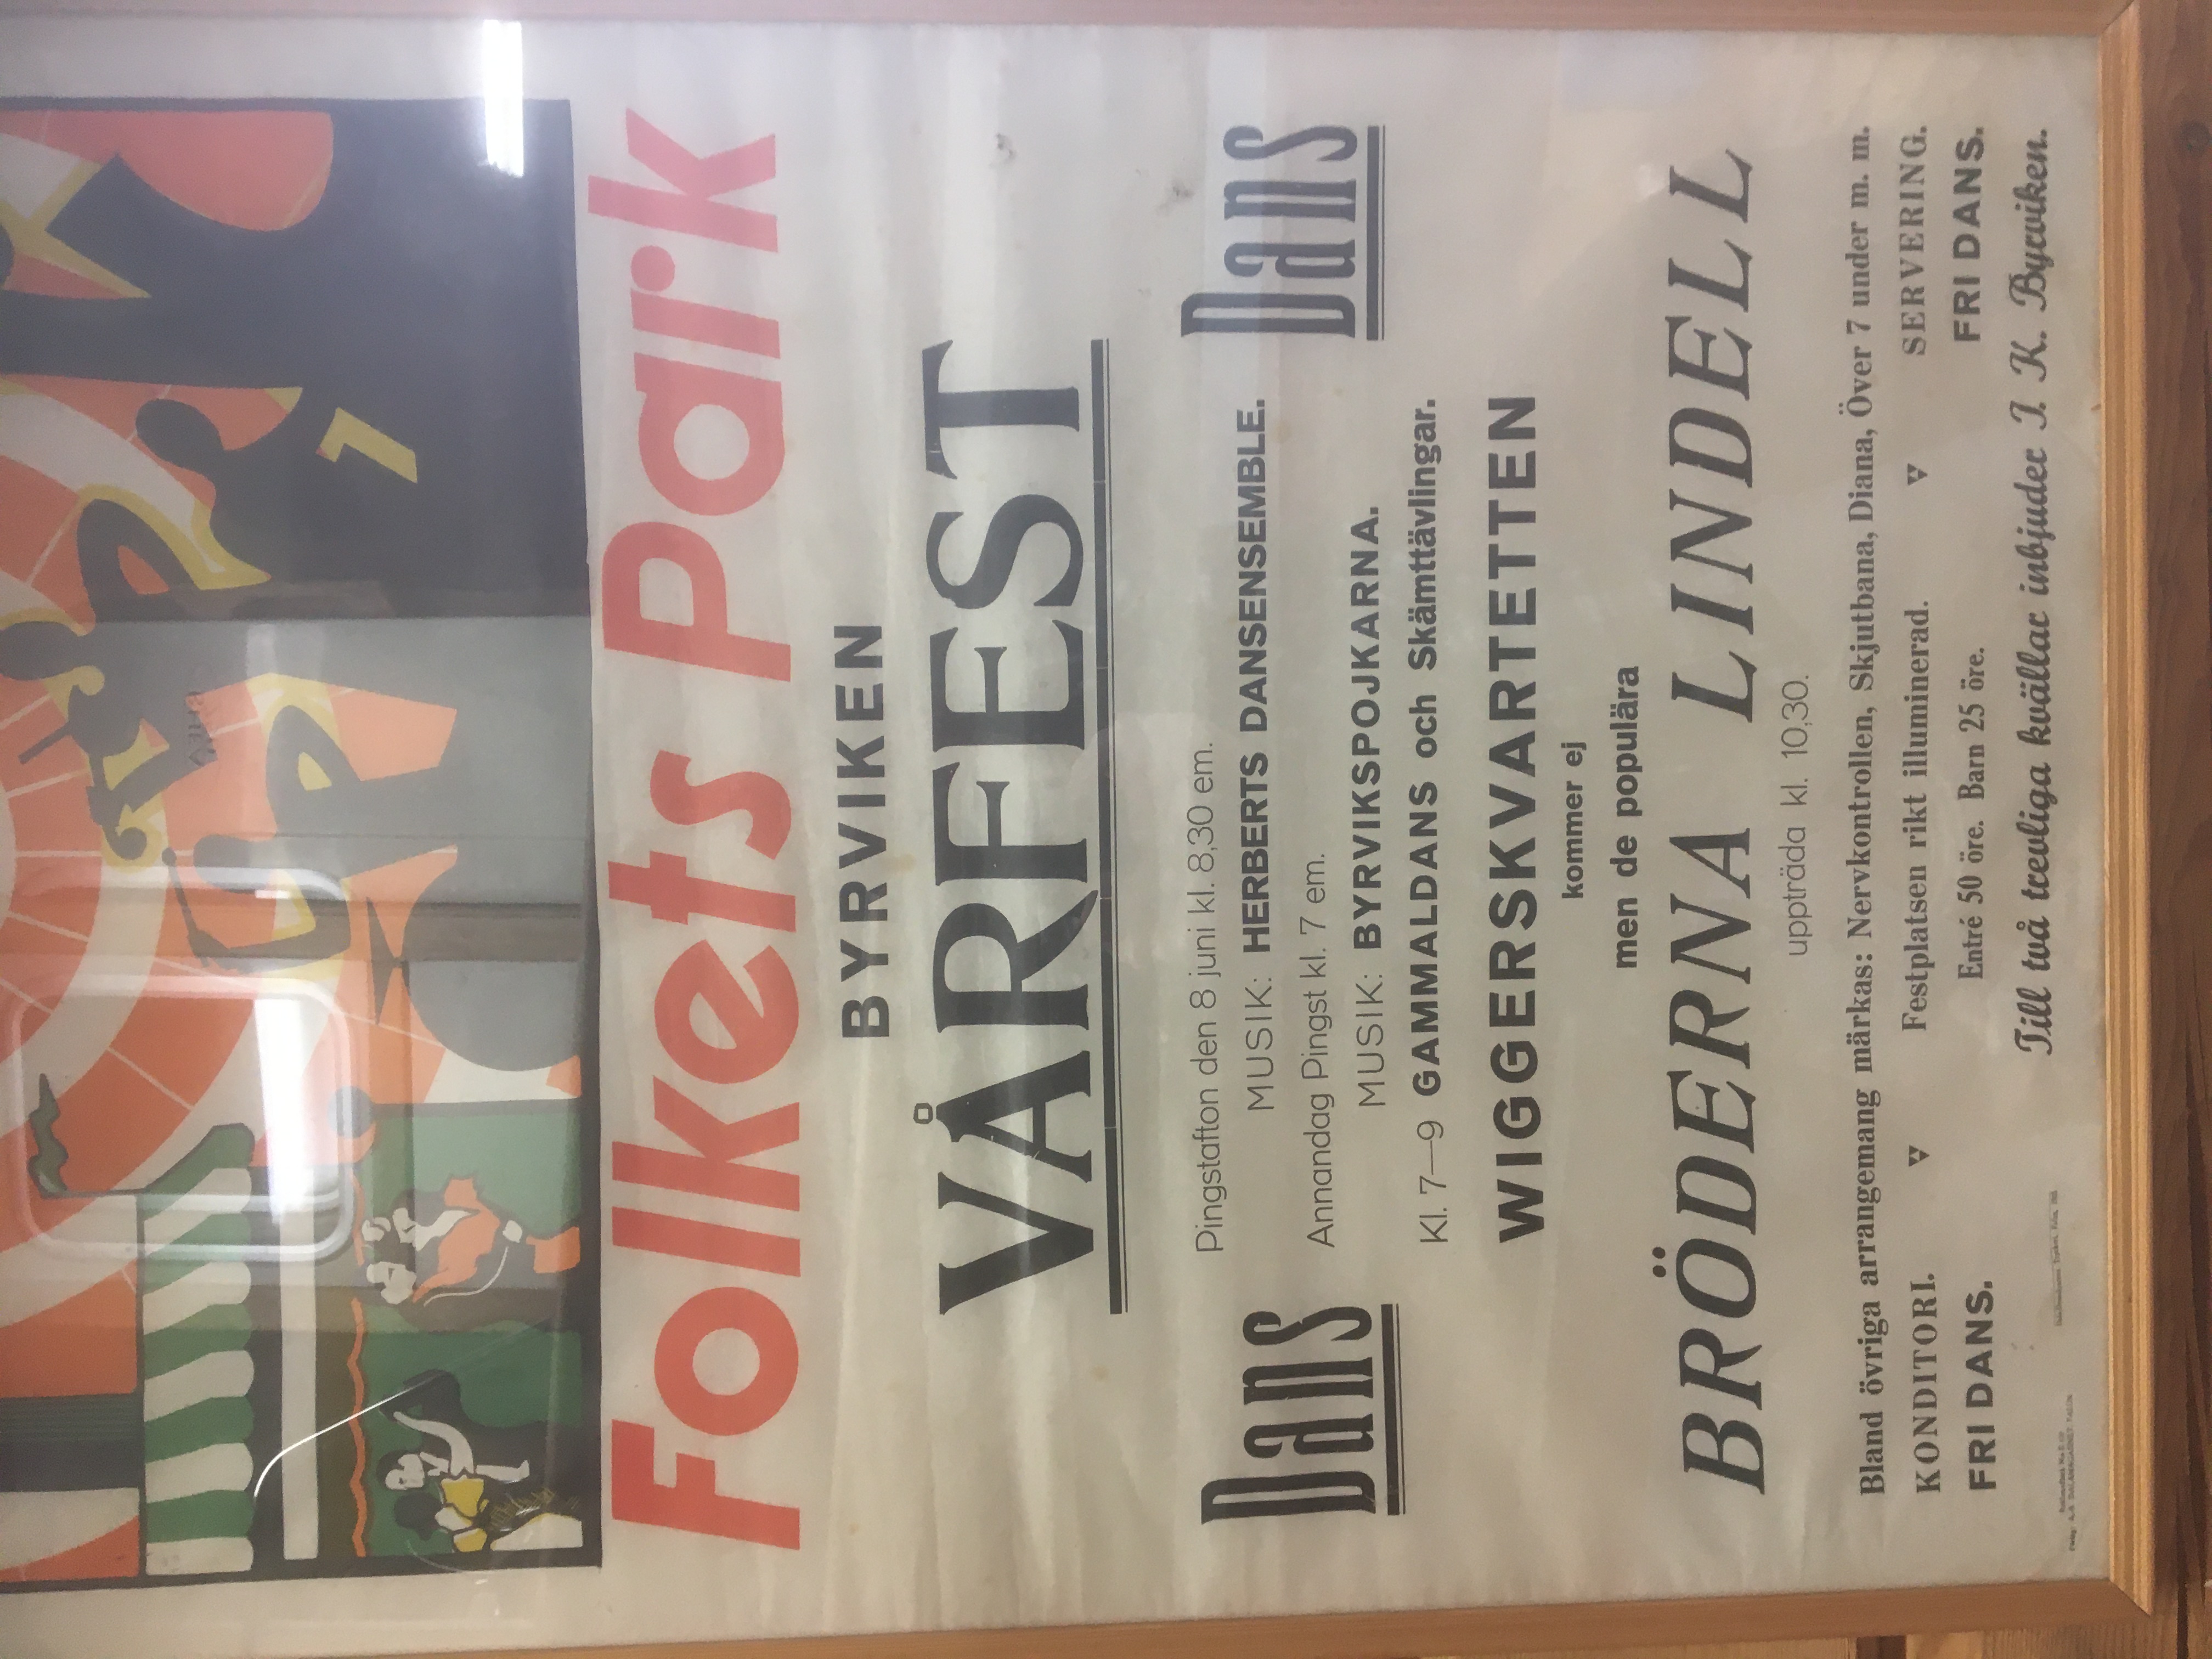 Folkets Park
BYRVIKEN
VÅRFEST
Dans
Pingstafton den 8 juni kl. 8,30 em.
MUSIK: HERBERTS DANSENSEMBLE.
Annandag Pingst kl. 7 em.
MUSIK: BYRVIKSPOJKARNA.
Kl. 7—9 GAMMALDANS och Skämttävlingar.
Dans
WIGGERSKVARTETTEN
kommer ej
men de populära
BRÖDERNA LINDELL
uppträda kl. 10,30.
Bland övriga arrangemang märkas: Nervkontrollen, Skjutbana, Diana, Över 7 under m. m.
KONDITORI. Festplatsen rikt illuminerad. SERVERING.
FRI DANS. Entré 50 öre. Barn 25 öre. FRI DANS.
Till två trevliga kvällar inbjuder I. K. Byrviken.
A.-B. DALAMAGASINET, FALUN